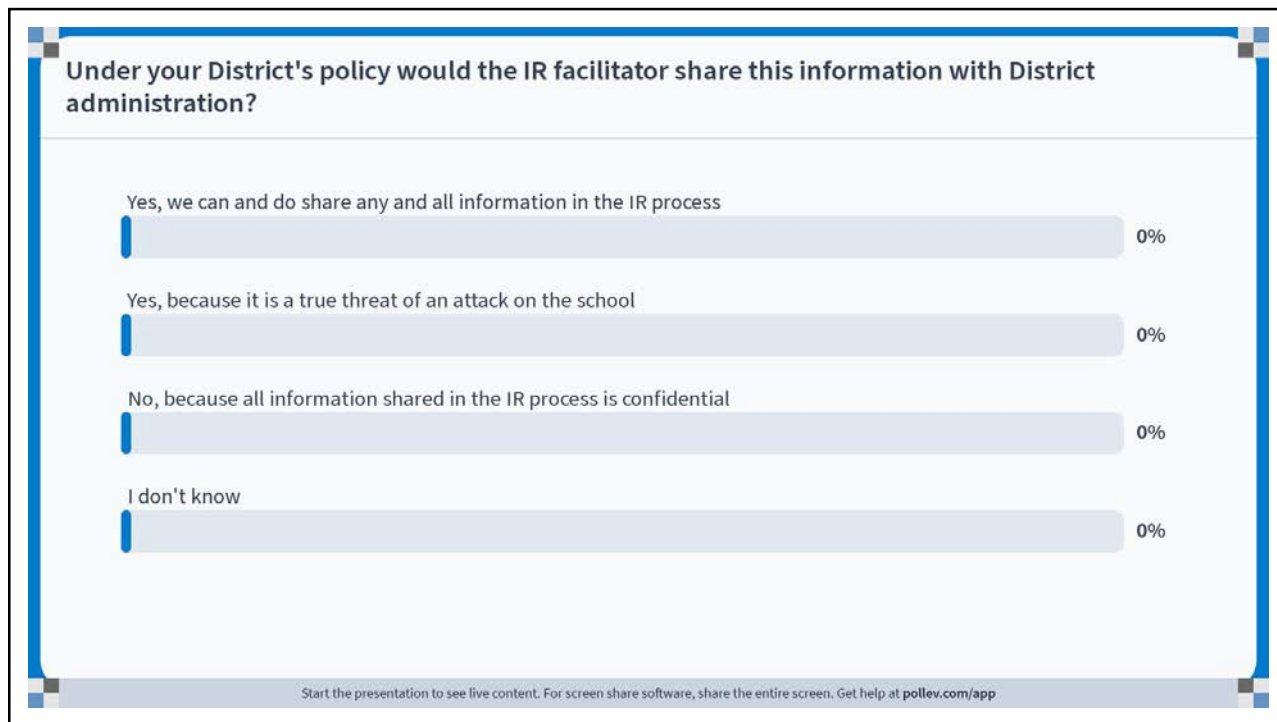 Under your District's policy would the IR facilitator share this information with District
administration?
Yes, we can and do share any and all information in the IR process
0%
Yes, because it is a true threat of an attack on the school
0%
No, because all information shared in the IR process is confidential
0%
I don't know
0%
Start the presentation to see live content. For screen share software, share the entire screen. Get help at pollev.com/app